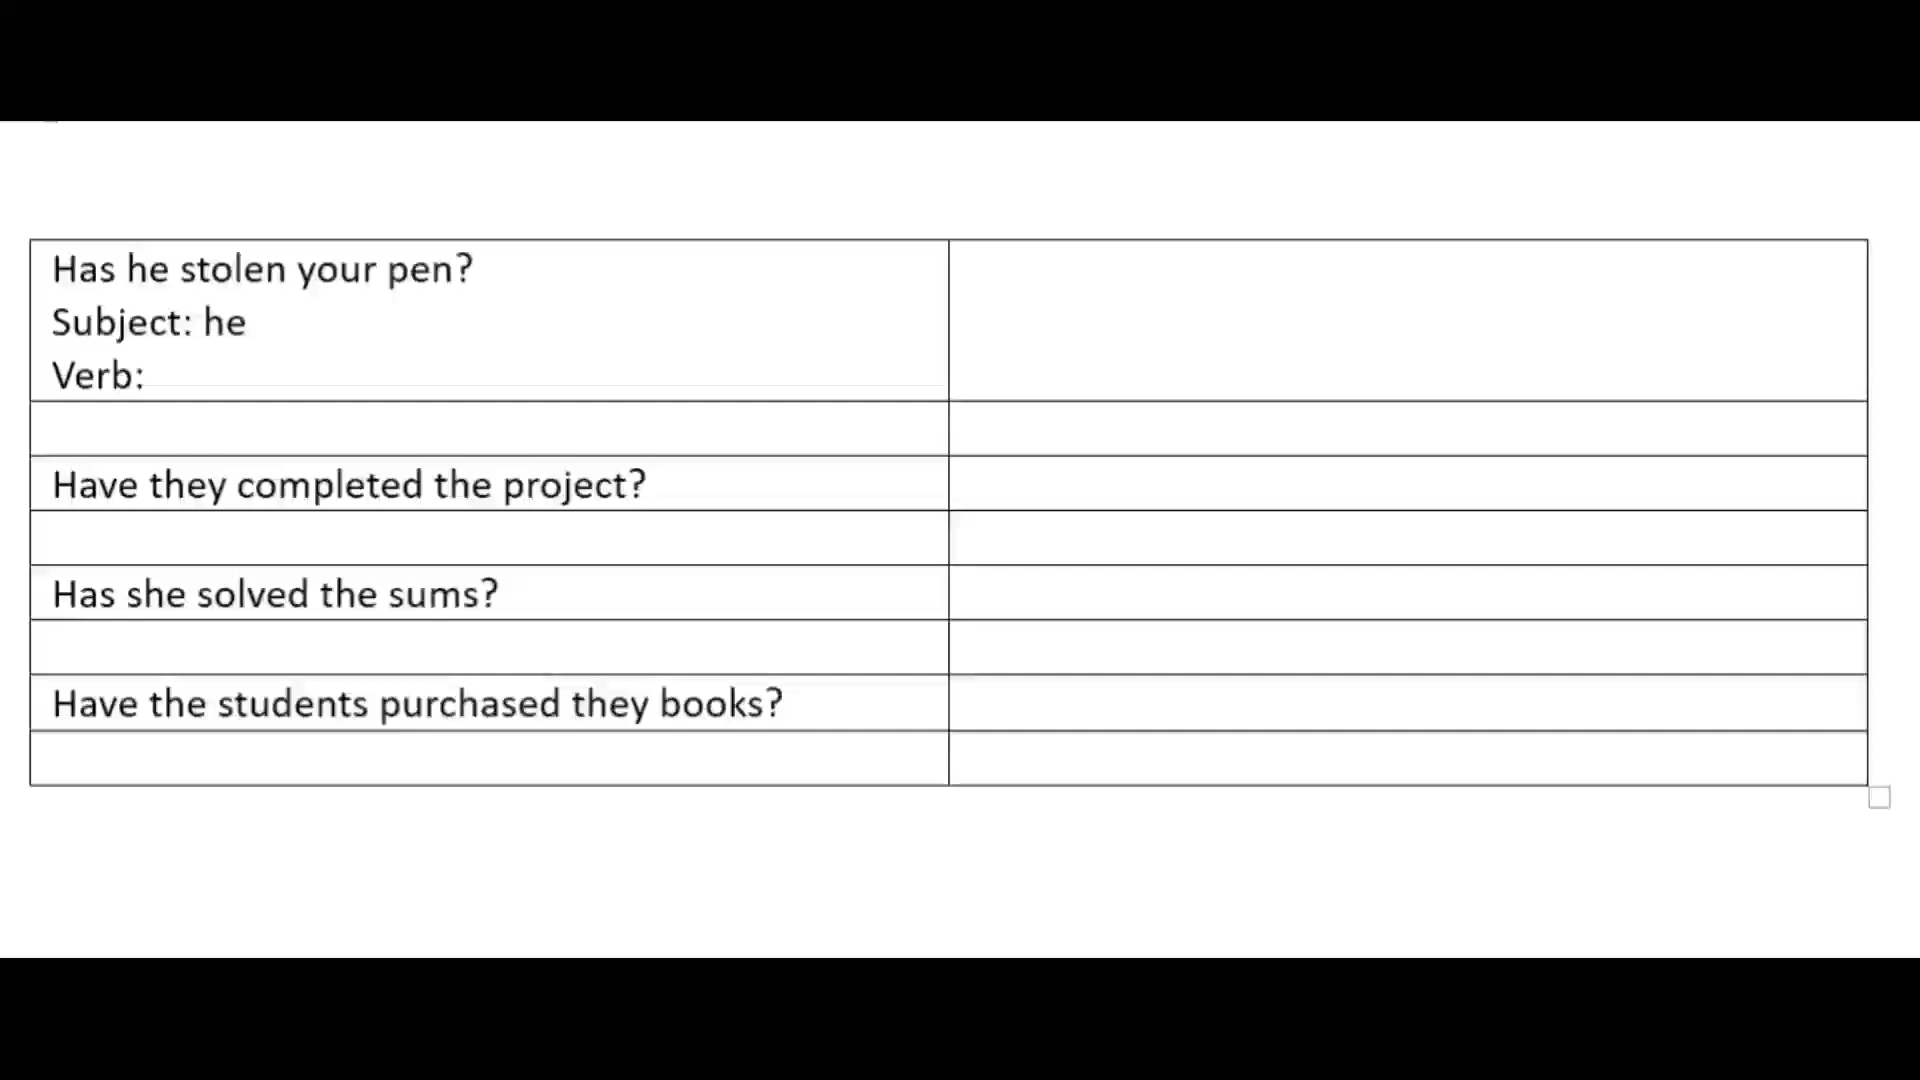 Has he stolen your pen?
Subject: he
Verb:
Have they completed the project?
Has she solved the sums?
Have the students purchased they books?